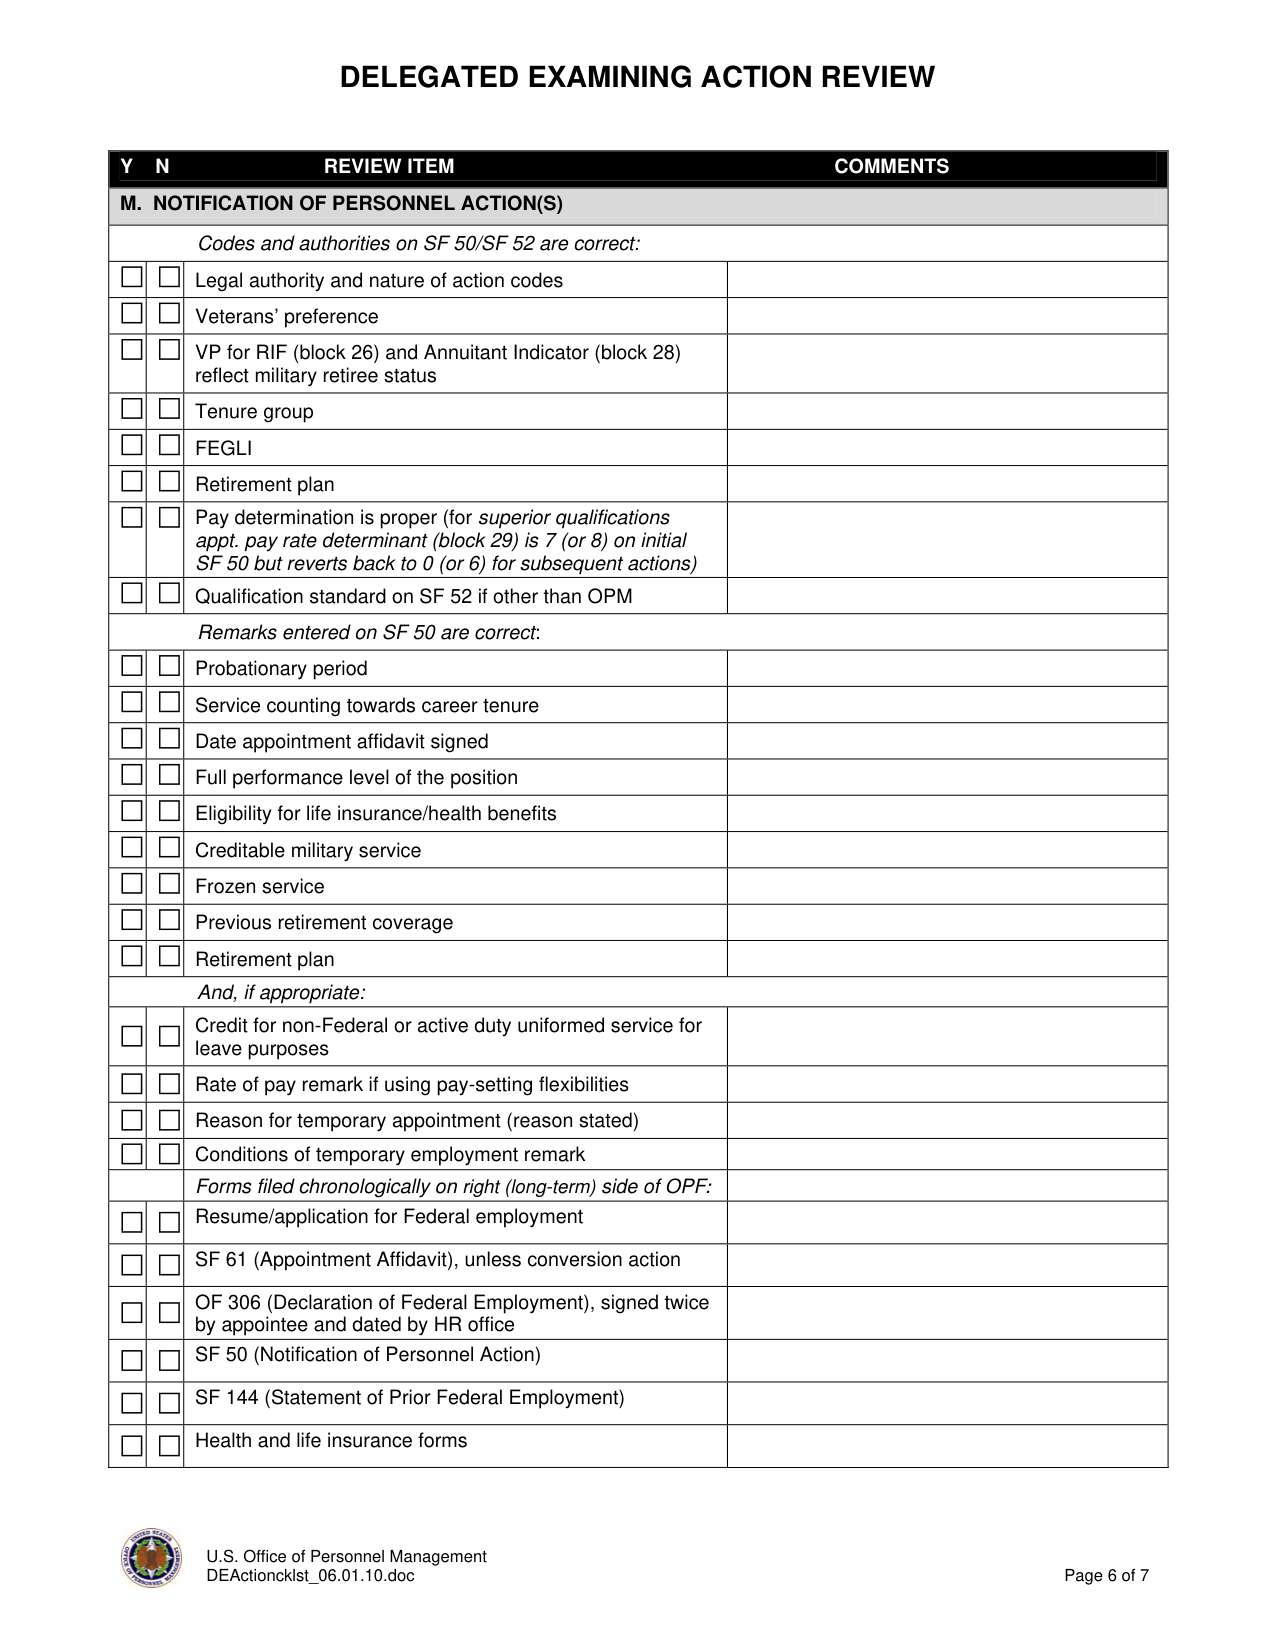 DELEGATED EXAMINING ACTION REVIEW
Y N REVIEW ITEM COMMENTS
M. NOTIFICATION OF PERSONNEL ACTION(S)
Codes and authorities on SF 50/SF 52 are correct:
Legal authority and nature of action codes
Veterans’ preference
VP for RIF (block 26) and Annuitant Indicator (block 28)
reflect military retiree status
Tenure group
FEGLI
Retirement plan
Pay determination is proper (for superior qualifications
appt. pay rate determinant (block 29) is 7 (or 8) on initial
SF 50 but reverts back to 0 (or 6) for subsequent actions)
Qualification standard on SF 52 if other than OPM
Remarks entered on SF 50 are correct:
Probationary period
Service counting towards career tenure
Date appointment affidavit signed
Full performance level of the position
Eligibility for life insurance/health benefits
Creditable military service
Frozen service
Previous retirement coverage
Retirement plan
And, if appropriate:
Credit for non-Federal or active duty uniformed service for
leave purposes
Rate of pay remark if using pay-setting flexibilities
Reason for temporary appointment (reason stated)
Conditions of temporary employment remark
Forms filed chronologically on right (long-term) side of OPF:
Resume/application for Federal employment
SF 61 (Appointment Affidavit), unless conversion action
OF 306 (Declaration of Federal Employment), signed twice
by appointee and dated by HR office
SF 50 (Notification of Personnel Action)
SF 144 (Statement of Prior Federal Employment)
Health and life insurance forms
UNITED STATES
OFFICE OF PERSONNEL MANAGEMENT
U.S. Office of Personnel Management
DEActioncklst_06.01.10.doc
Page 6 of 7